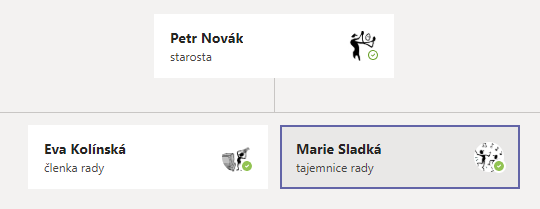 Petr Novák
starosta
Eva Kolínská
členka rady
Marie Sladká
tajemnice rady